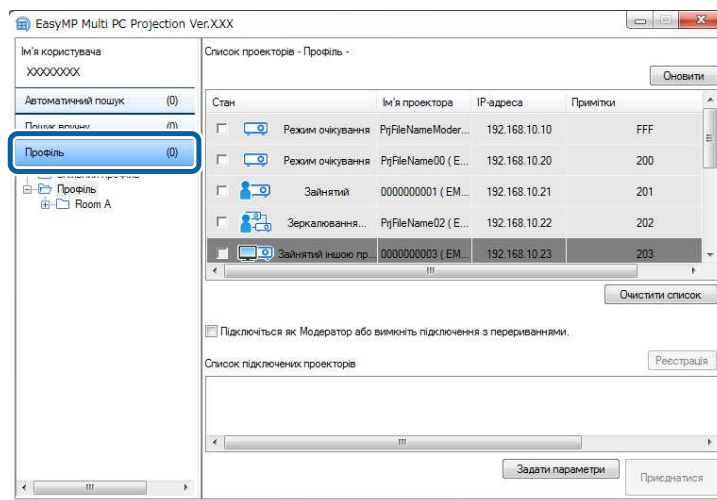 EasyMP Multi PC Projection Ver.XXX
Ім'я користувача
XXXXXXXX
Автоматичний пошук (0)
Пошук вручну (0)
Профіль (0)
Спільний профіль
Профіль
Room A
Список проекторів - Профіль -
Оновити
Стан Ім'я проектора IP-адреса Примітки
Режим очікування PrjFileNameModer... 192.168.10.10 FFF
Режим очікування PrjFileName00 ( E... 192.168.10.20 200
Зайнятий 0000000001 ( EM... 192.168.10.21 201
Зеркалювання... PrjFileName02 ( E... 192.168.10.22 202
Зайнятий іншою пр... 0000000003 ( EM... 192.168.10.23 203
Очистити список
Підключіться як Модератор або вимкніть підключення з перериваннями.
Список підключених проекторів
Реєстрація
Задати параметри
Приєднатися